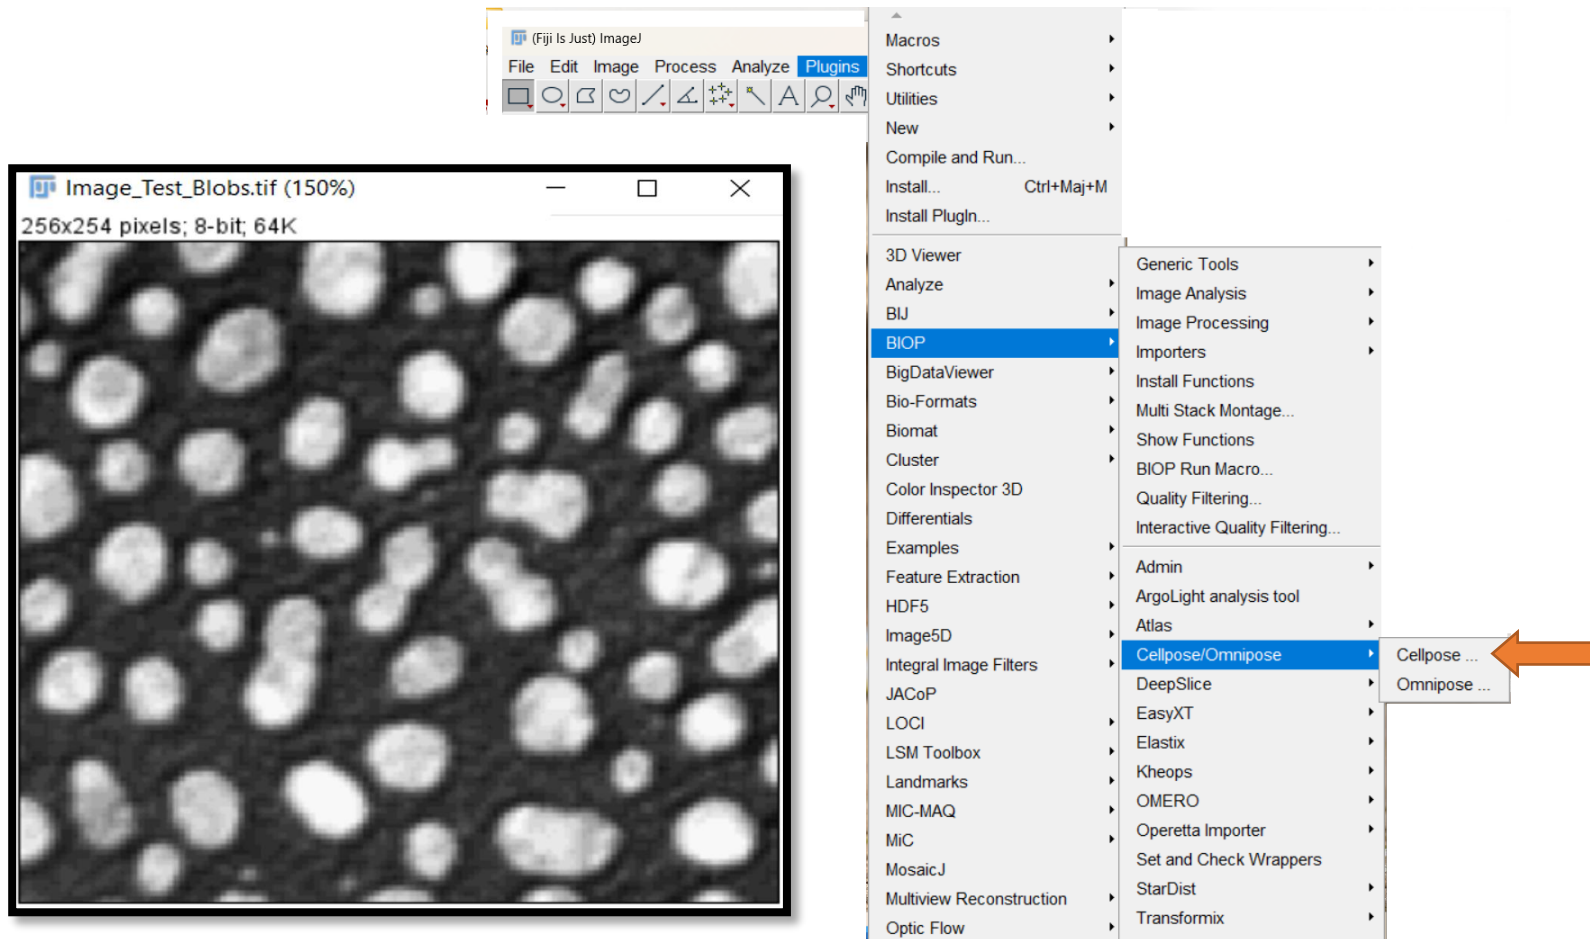 (Fiji Is Just) ImageJ
File Edit Image Process Analyze Plugins
Image_Test_Blobs.tif (150%)
256x254 pixels; 8-bit; 64K
Macros
Shortcuts
Utilities
New
Compile and Run...
Install... Ctrl+Maj+M
Install PlugIn...
3D Viewer
Analyze
BIJ
BIOP
BigDataViewer
Bio-Formats
Biomat
Cluster
Color Inspector 3D
Differentials
Examples
Feature Extraction
HDF5
Image5D
Integral Image Filters
JACoP
LOCI
LSM Toolbox
Landmarks
MIC-MAQ
MiC
MosaicJ
Multiview Reconstruction
Optic Flow
Generic Tools
Image Analysis
Image Processing
Importers
Install Functions
Multi Stack Montage...
Show Functions
BIOP Run Macro...
Quality Filtering...
Interactive Quality Filtering...
Admin
ArgoLight analysis tool
Atlas
Cellpose/Omnipose
DeepSlice
EasyXT
Elastix
Kheops
OMERO
Operetta Importer
Set and Check Wrappers
StarDist
Transformix
Cellpose ...
Omnipose ...